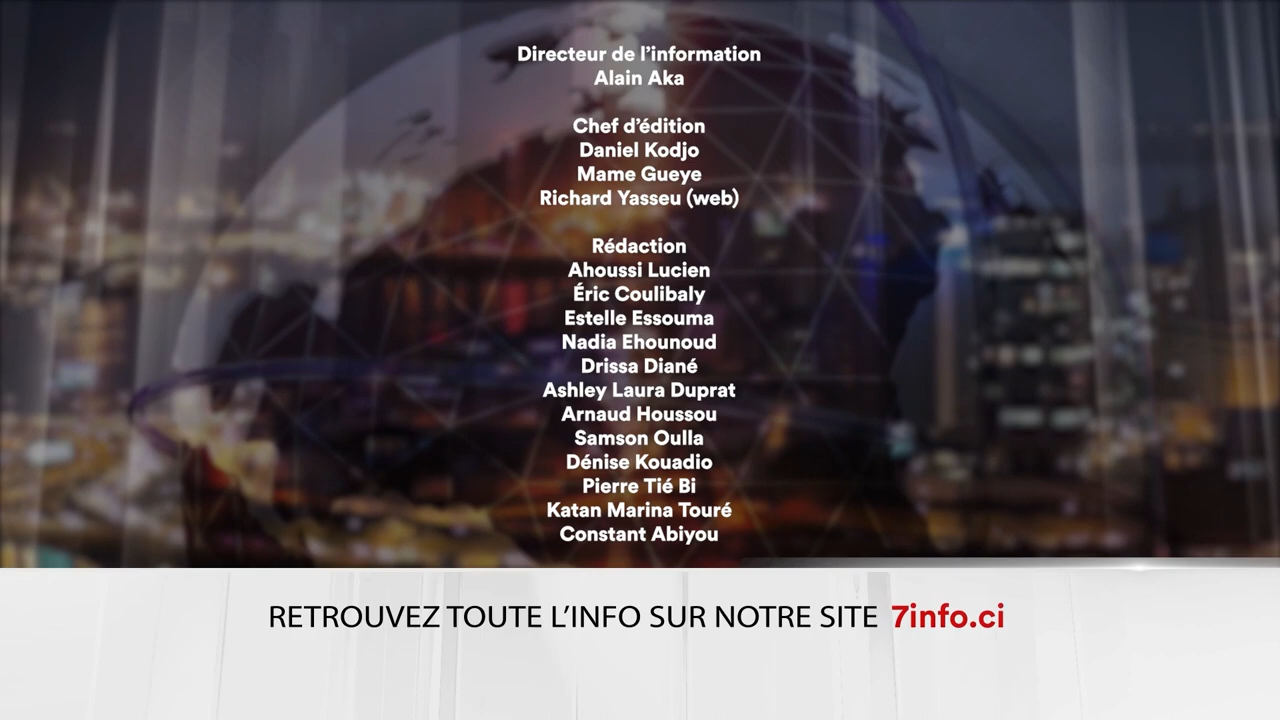 Directeur de l’information
Alain Aka
Chef d’édition
Daniel Kodjo
Mame Gueye
Richard Yasseu (web)
Rédaction
Ahoussi Lucien
Éric Coulibaly
Estelle Essouma
Nadia Ehounoud
Drissa Diané
Ashley Laura Duprat
Arnaud Houssou
Samson Oulla
Dénise Kouadio
Pierre Tié Bi
Katan Marina Touré
Constant Abiyou
RETROUVEZ TOUTE L’INFO SUR NOTRE SITE 7info.ci